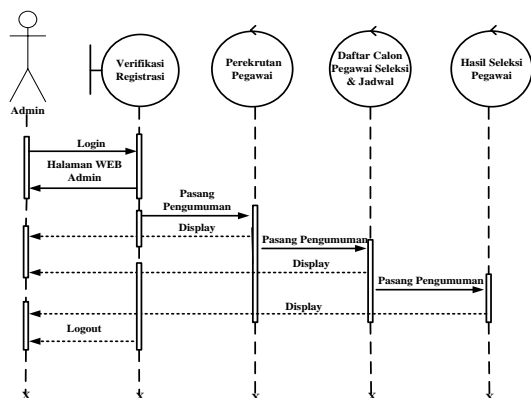 Admin
Verifikasi
Registrasi
Perekrutan
Pegawai
Daftar Calon
Pegawai Seleksi
& Jadwal
Hasil Seleksi
Pegawai
Login
Halaman WEB
Admin
Pasang
Pengumuman
Display
Pasang Pengumuman
Display
Pasang Pengumuman
Display
Logout